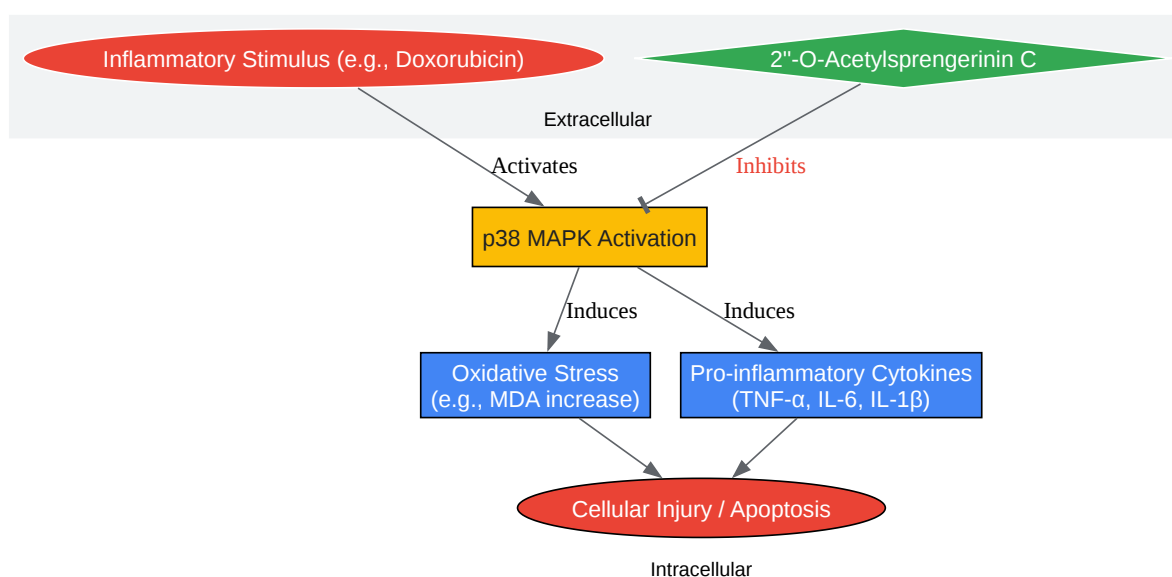 Inflammatory Stimulus (e.g., Doxorubicin)
2"-O-Acetylsprengerinin C
Extracellular
Activates
Inhibits
p38 MAPK Activation
Induces
Induces
Oxidative Stress
(e.g., MDA increase)
Pro-inflammatory Cytokines
(TNF-α, IL-6, IL-1β)
Cellular Injury / Apoptosis
Intracellular